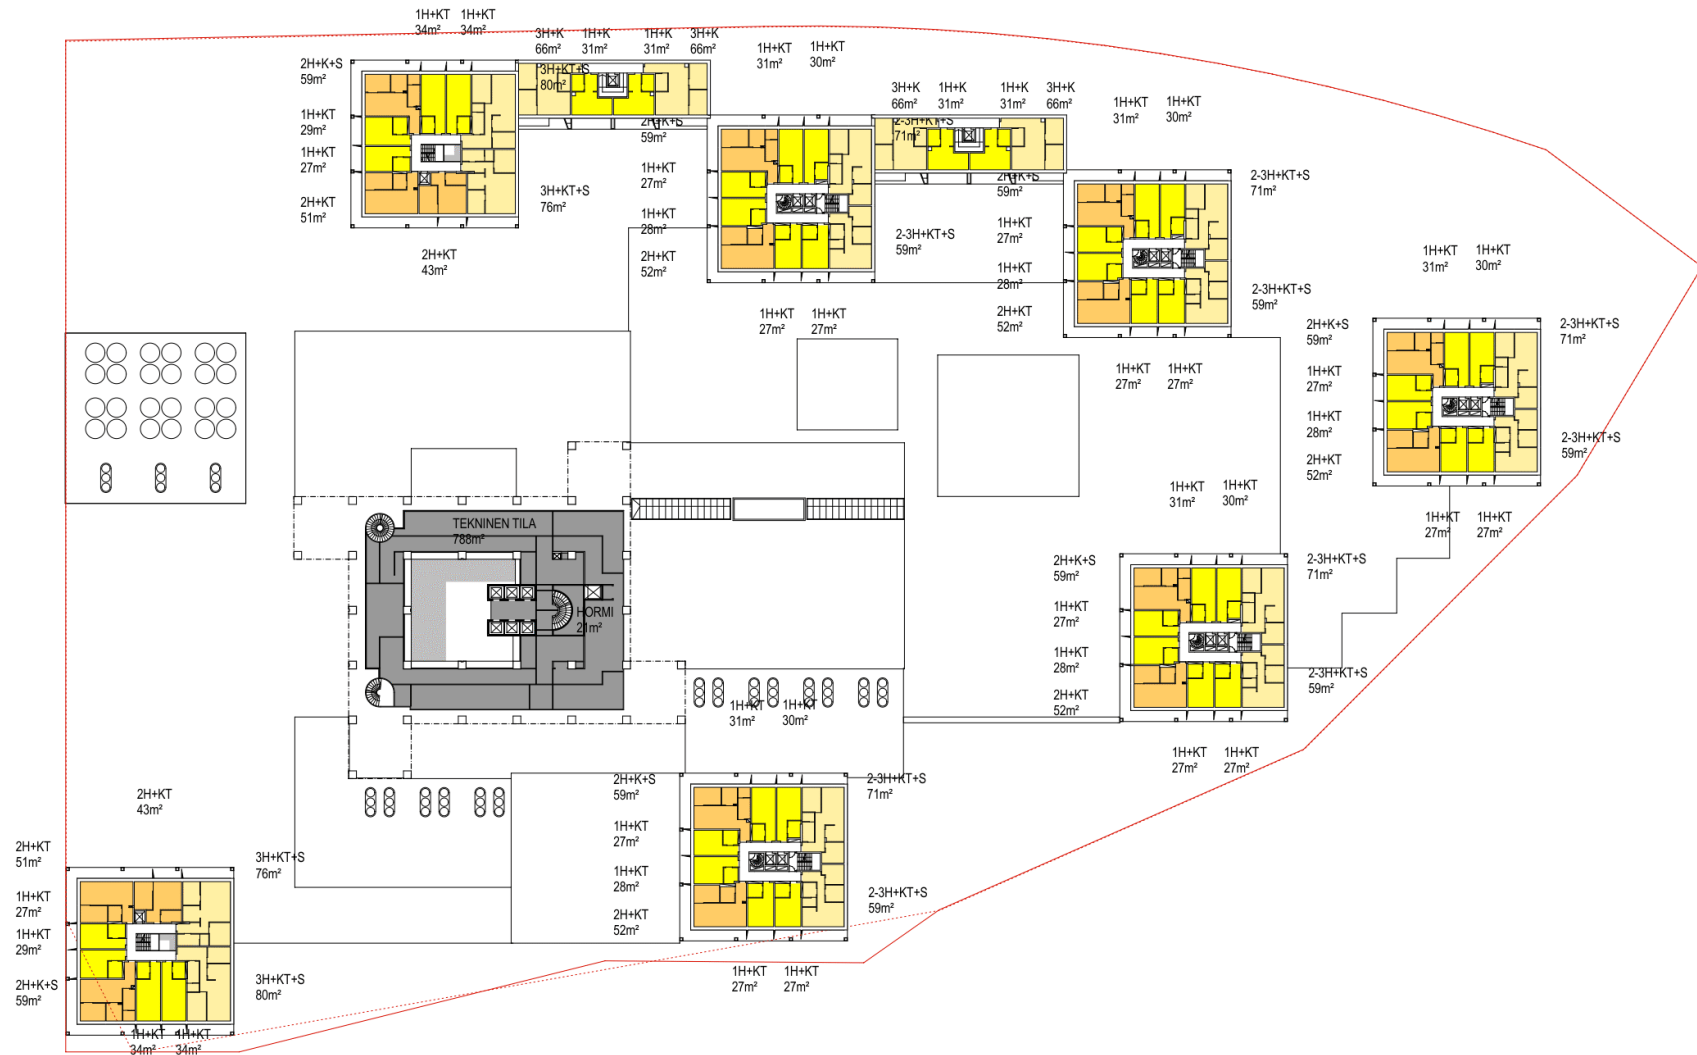 1H+KT 1H+KT
34m² 34m²
3H+K 1H+K 1H+K 3H+K
66m² 31m² 31m² 66m²
1H+KT 1H+KT
31m² 30m²
2H+K+S
59m²
3H+KT+S
80m²
3H+K 1H+K 1H+K 3H+K
66m² 31m² 31m² 66m²
1H+KT 1H+KT
31m² 30m²
1H+KT
29m²
2H+K+S
59m²
2-3H+KT+S
71m²
1H+KT
27m²
1H+KT
27m²
2H+K+S
59m²
2-3H+KT+S
71m²
2H+KT
51m²
3H+KT+S
76m²
1H+KT
28m²
2-3H+KT+S
59m²
1H+KT
27m²
2H+KT
43m²
2H+KT
52m²
1H+KT
28m²
1H+KT 1H+KT
31m² 30m²
2-3H+KT+S
59m²
1H+KT 1H+KT
27m² 27m²
2H+KT
52m²
2H+K+S
59m²
2-3H+KT+S
71m²
1H+KT 1H+KT
27m² 27m²
1H+KT
27m²
1H+KT
28m²
2-3H+KT+S
59m²
2H+KT
52m²
1H+KT 1H+KT
31m² 30m²
1H+KT 1H+KT
27m² 27m²
TEKNINEN TILA
788m²
2H+K+S
59m²
2-3H+KT+S
71m²
HORMI
21m²
1H+KT
27m²
1H+KT
28m²
2-3H+KT+S
59m²
2H+KT
52m²
1H+KT 1H+KT
31m² 30m²
1H+KT 1H+KT
27m² 27m²
2H+K+S
59m²
2-3H+KT+S
71m²
2H+KT
43m²
1H+KT
27m²
2H+KT
51m²
3H+KT+S
76m²
1H+KT
28m²
2-3H+KT+S
59m²
1H+KT
27m²
2H+KT
52m²
1H+KT
29m²
1H+KT 1H+KT
27m² 27m²
2H+K+S
59m²
3H+KT+S
80m²
1H+KT 1H+KT
34m² 34m²